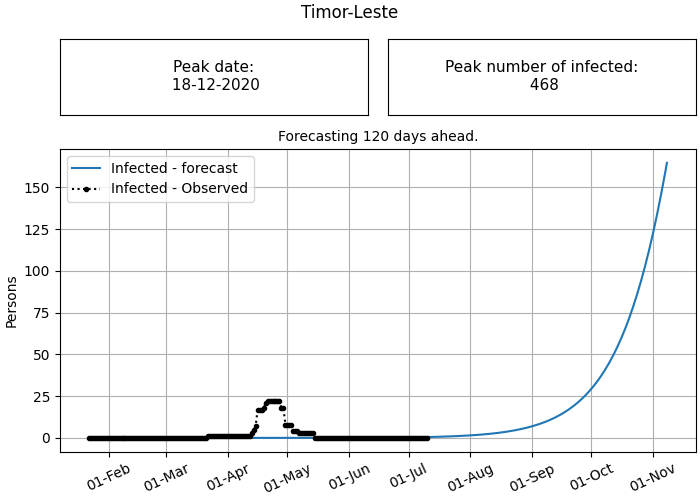 Timor-Leste
Peak date:
18-12-2020
Peak number of infected:
468
Forecasting 120 days ahead.
Infected - forecast
Infected - Observed
150
125
100
75
50
25
0
Persons
01-Feb
01-Mar
01-Apr
01-May
01-Jun
01-Jul
01-Aug
01-Sep
01-Oct
01-Nov